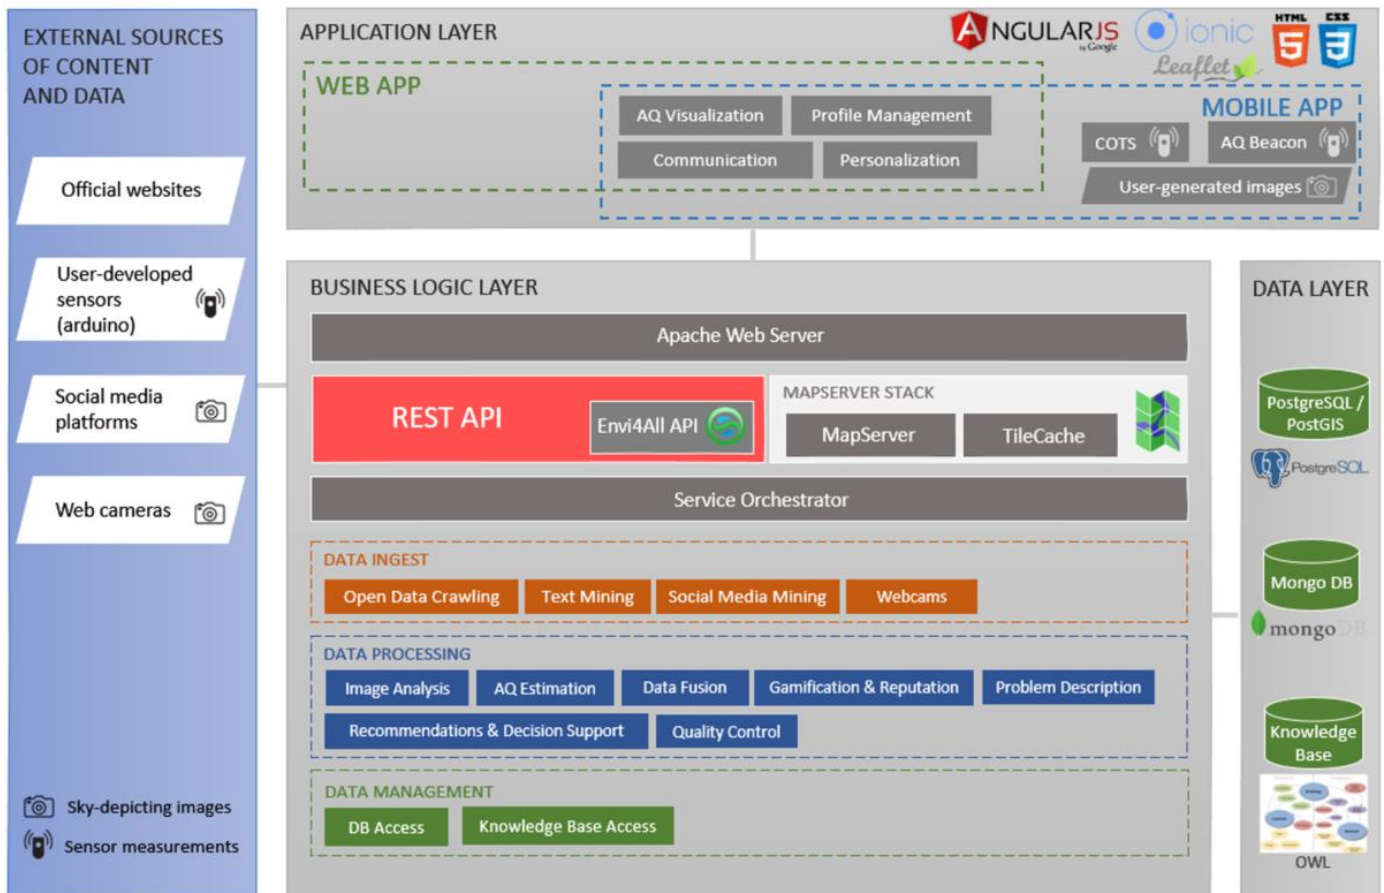 EXTERNAL SOURCES
OF CONTENT
AND DATA
Official websites
User-developed
sensors
(arduino)
Social media
platforms
Web cameras
Sky-depicting images
Sensor measurements
APPLICATION LAYER
ANGULARJS
by Google
ionic
Leaflet
HTML
5
CSS
3
WEB APP
MOBILE APP
AQ Visualization
Profile Management
Communication
Personalization
COTS
AQ Beacon
User-generated images
BUSINESS LOGIC LAYER
Apache Web Server
REST API
Envi4All API
MAPSERVER STACK
MapServer
TileCache
Service Orchestrator
DATA INGEST
Open Data Crawling
Text Mining
Social Media Mining
Webcams
DATA PROCESSING
Image Analysis
AQ Estimation
Data Fusion
Gamification & Reputation
Problem Description
Recommendations & Decision Support
Quality Control
DATA MANAGEMENT
DB Access
Knowledge Base Access
DATA LAYER
PostgreSQL /
PostGIS
PostgreSQL
Mongo DB
mongoDB
Knowledge
Base
OWL